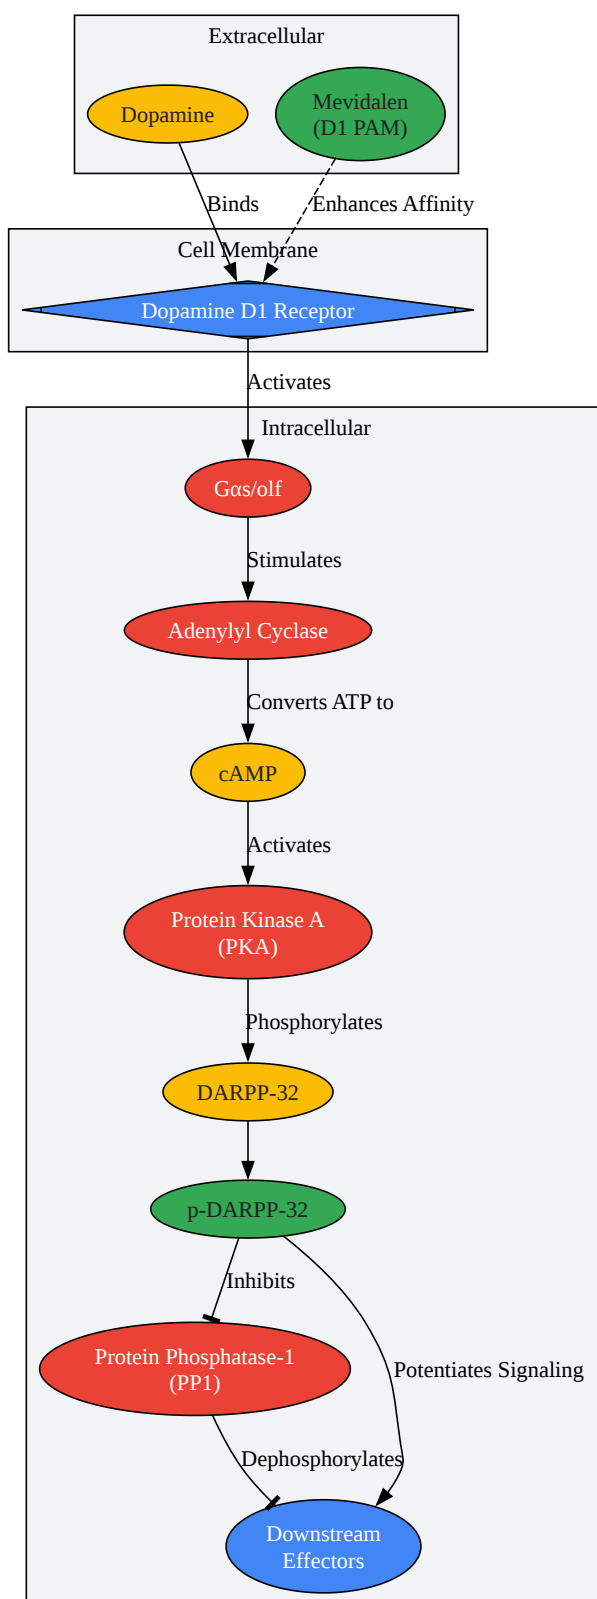 Extracellular
Dopamine
Mevidalen
(D1 PAM)
Binds
Enhances Affinity
Cell Membrane
Dopamine D1 Receptor
Activates
Intracellular
Gαs/olf
Stimulates
Adenylyl Cyclase
Converts ATP to
cAMP
Activates
Protein Kinase A
(PKA)
Phosphorylates
DARPP-32
p-DARPP-32
Inhibits
Protein Phosphatase-1
(PP1)
Potentiates Signaling
Dephosphorylates
Downstream
Effectors